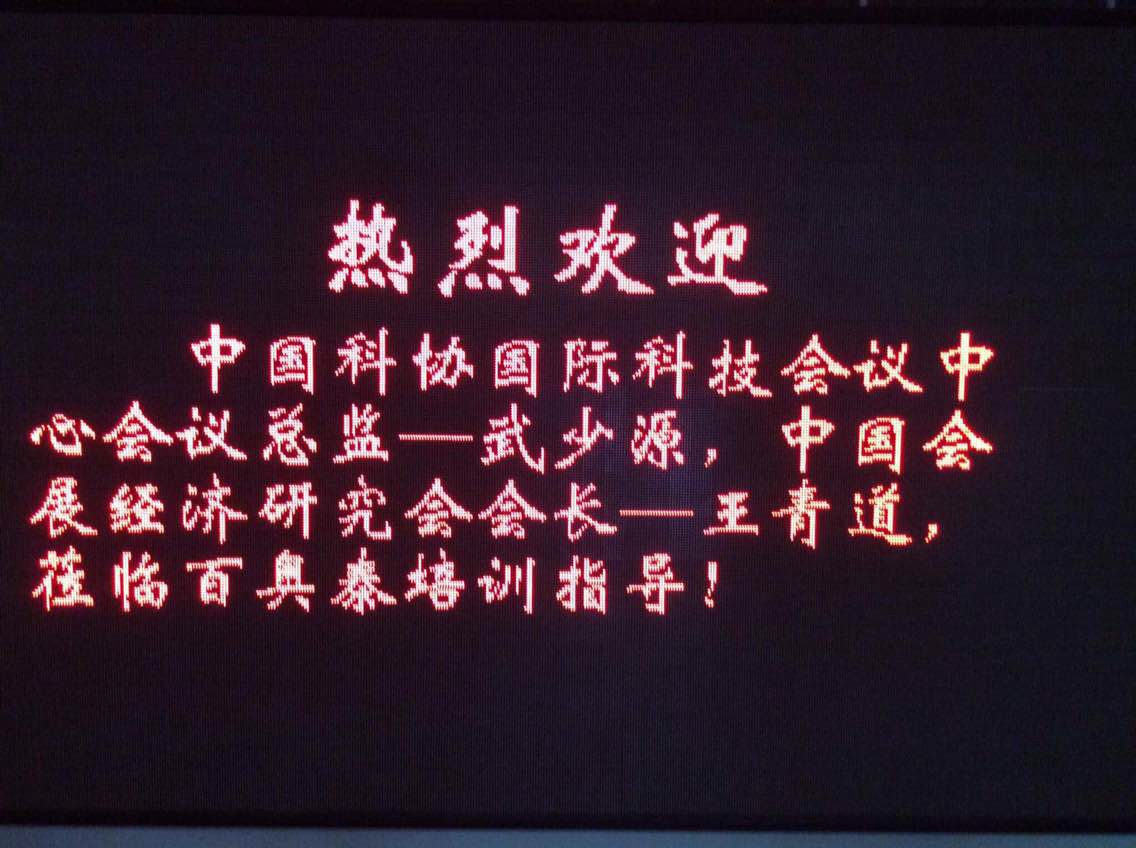 热烈欢迎
中国科协国际科技会议中
心会议总监—武少源，中国会
展经济研究会会长—王青道，
莅临百奥泰培训指导！